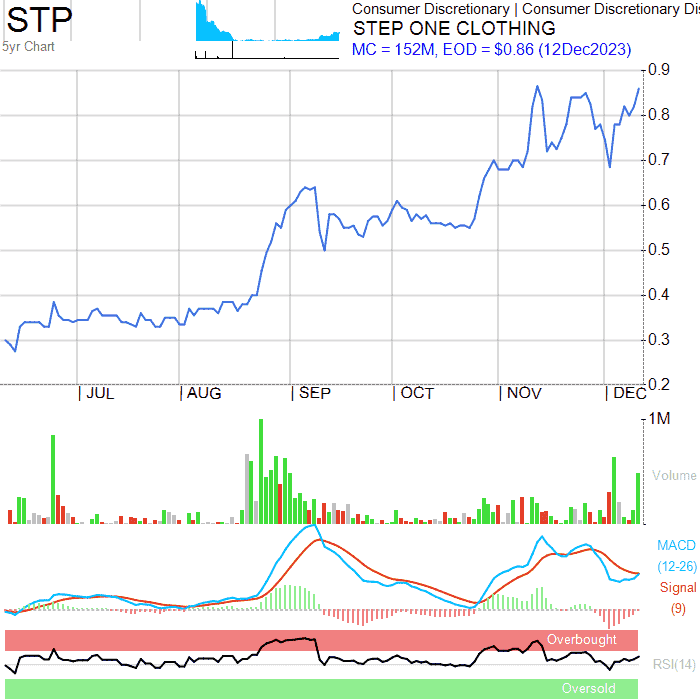 STP
5yr Chart
Consumer Discretionary | Consumer Discretionary Dis
STEP ONE CLOTHING
MC = 152M, EOD = $0.86 (12Dec2023)
0.9
0.8
0.7
0.6
0.5
0.4
0.3
0.2
| JUL | AUG | SEP | OCT | NOV | DEC
1M
Volume
MACD
(12-26)
Signal
(9)
Overbought
RSI(14)
Oversold